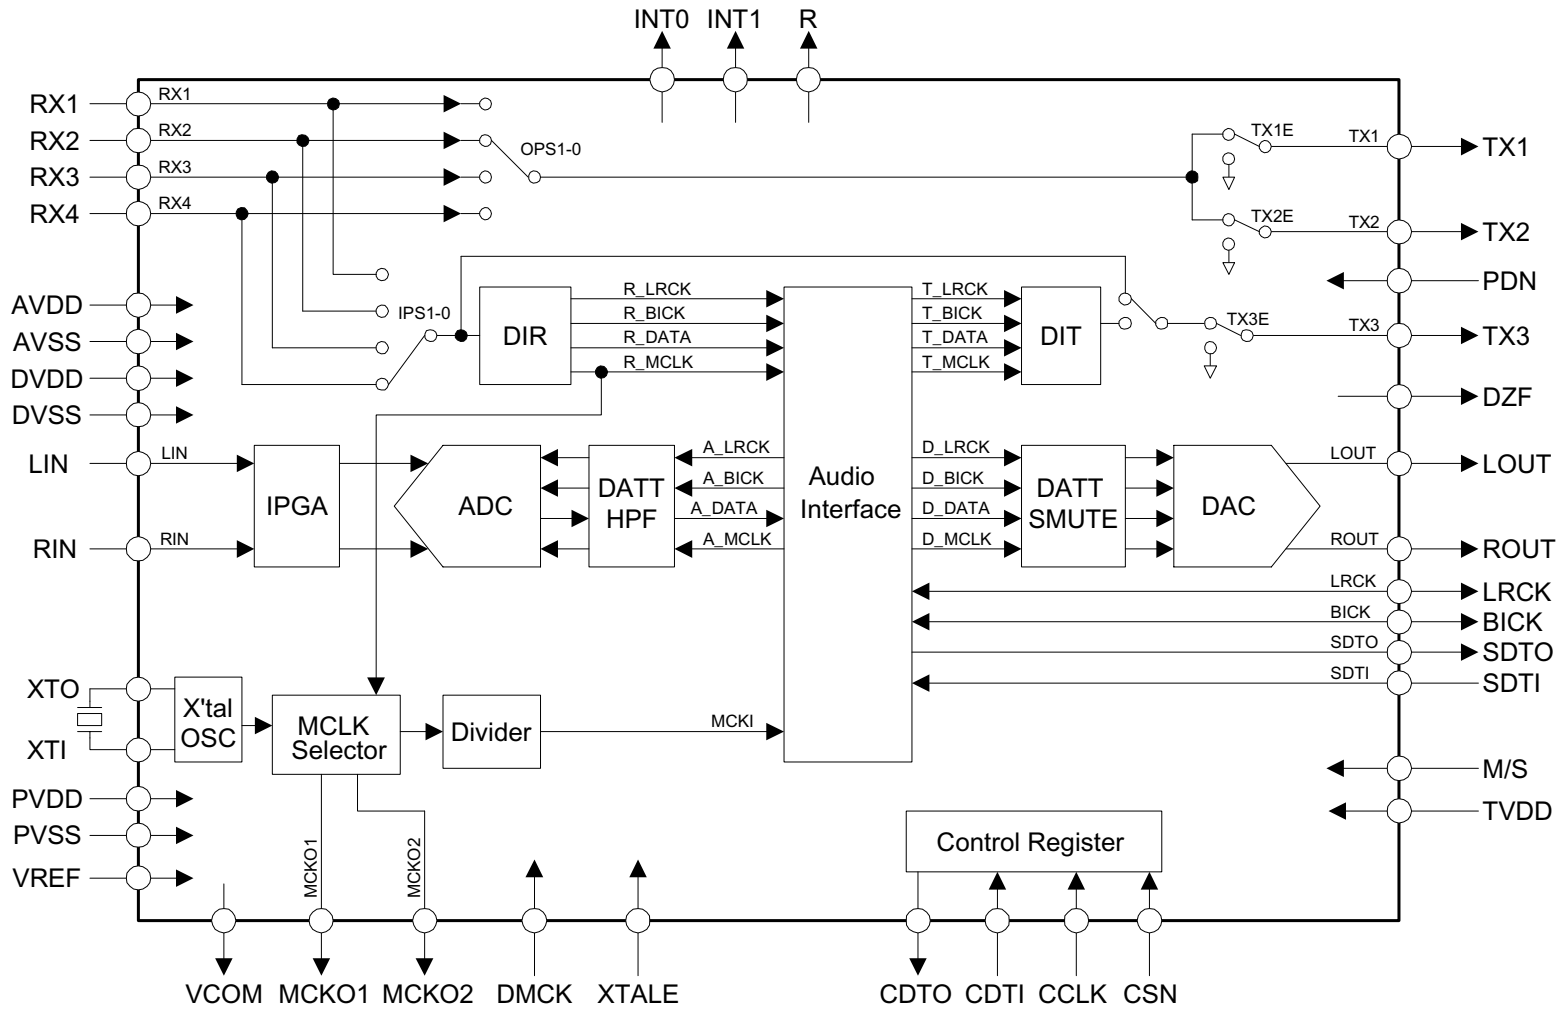 INT0 INT1 R
RX1 RX1
RX2 RX2
RX3 RX3
RX4 RX4
OPS1-0
TX1E TX1 TX1
TX2E TX2 TX2
PDN
AVDD
AVSS
DVDD
DVSS
IPS1-0
DIR
R_LRCK
R_BICK
R_DATA
R_MCLK
T_LRCK
T_BICK
T_DATA
T_MCLK
DIT
TX3E TX3 TX3
DZF
LIN LIN
RIN RIN
IPGA
ADC
DATT
HPF
A_LRCK
A_BICK
A_DATA
A_MCLK
Audio
Interface
D_LRCK
D_BICK
D_DATA
D_MCLK
DATT
SMUTE
DAC
LOUT LOUT
ROUT ROUT
LRCK LRCK
BICK BICK
SDTO SDTO
SDTI SDTI
XTO
XTI
X'tal
OSC
MCLK
Selector
Divider
MCKI
M/S
TVDD
PVDD
PVSS
VREF
MCKO1
MCKO2
Control Register
VCOM MCKO1 MCKO2 DMCK XTALE CDTO CDTI CCLK CSN